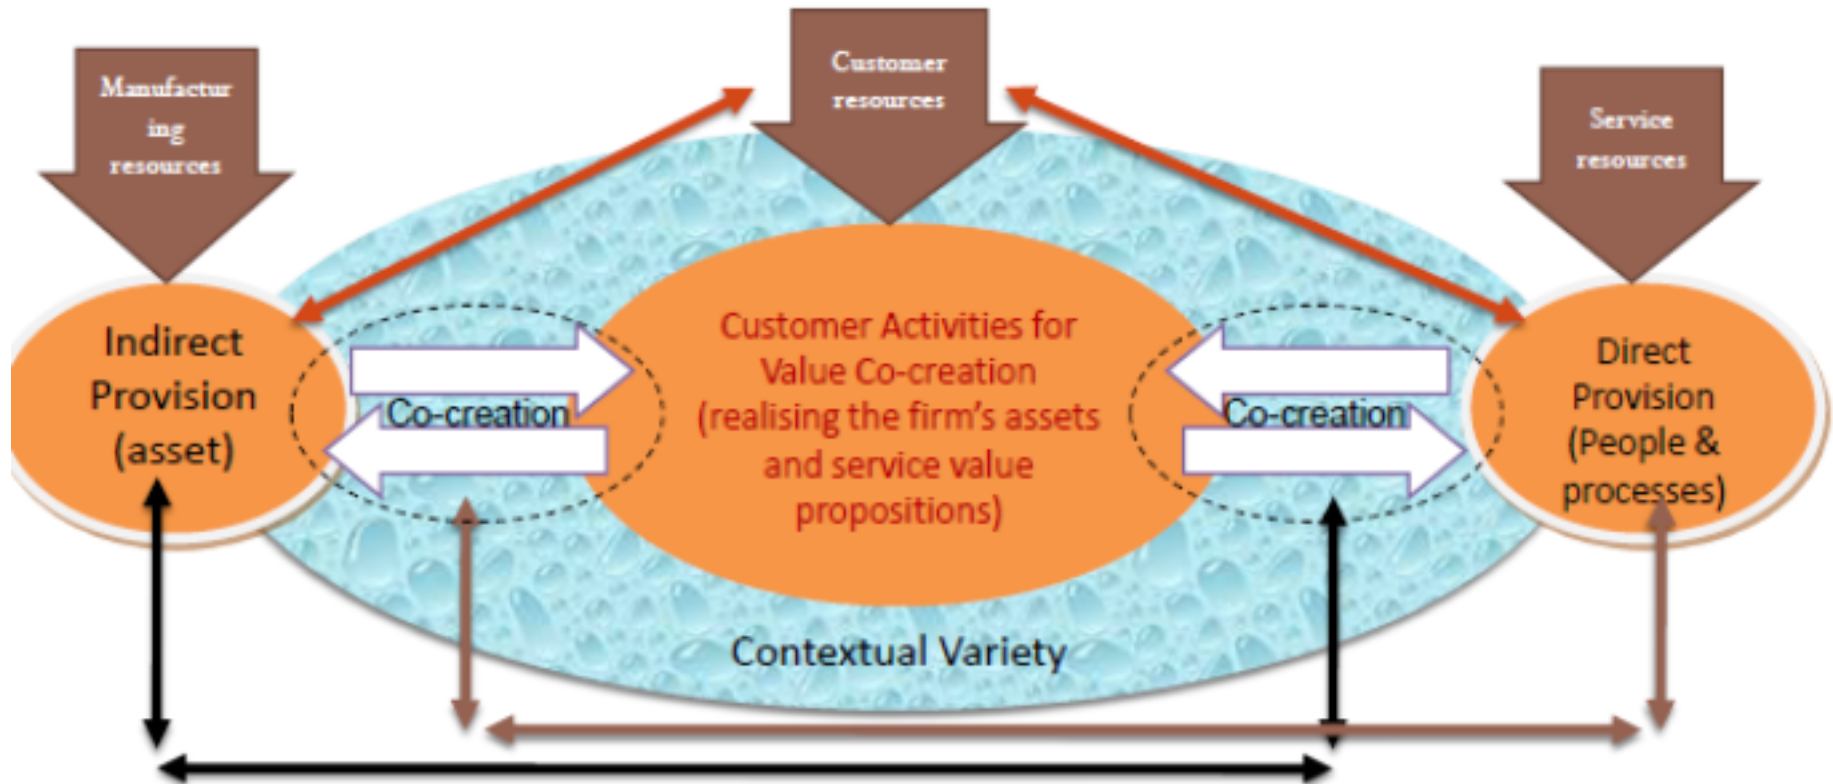 Manufactur
ing
resources
Customer
resources
Service
resources
Indirect
Provision
(asset)
Co-creation
Customer Activities for
Value Co-creation
(realising the firm's assets
and service value
propositions)
Co-creation
Direct
Provision
(People &
processes)
Contextual Variety